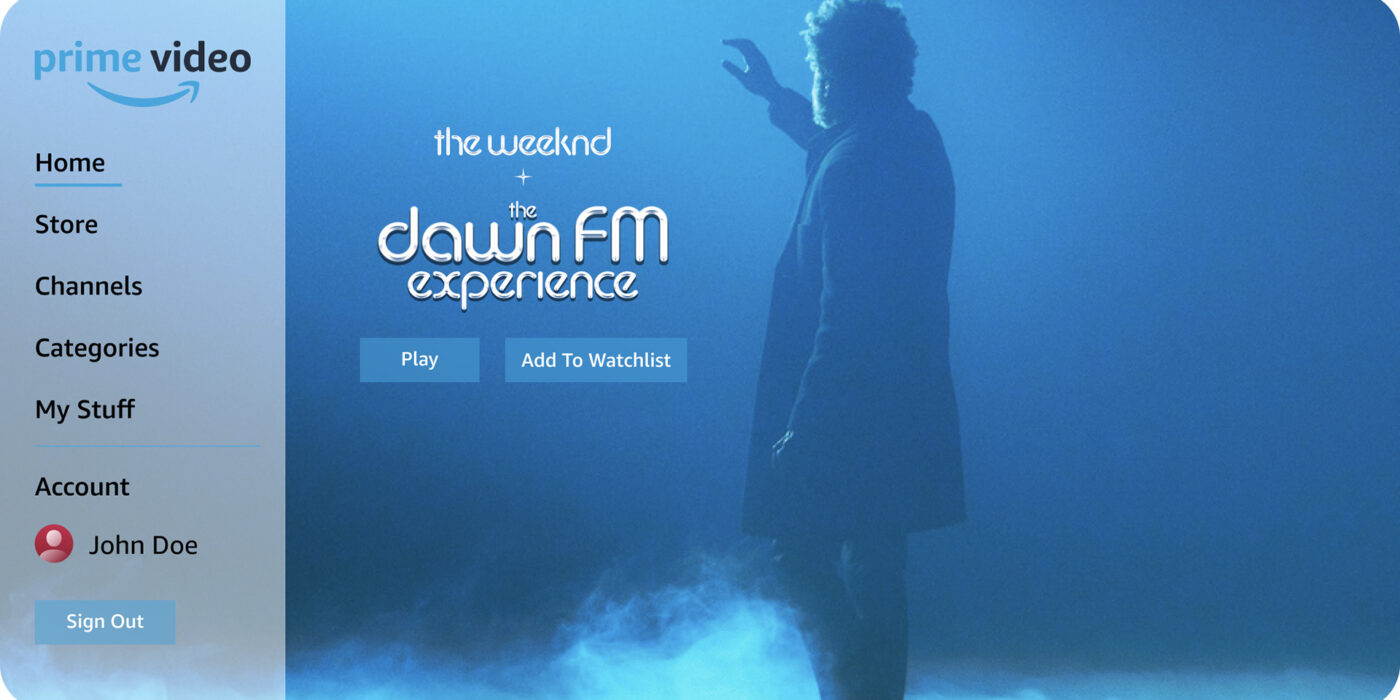 prime video
Home
Store
Channels
Categories
My Stuff
Account
John Doe
Sign Out
the weeknd
the
dawn FM
experience
Play
Add To Watchlist